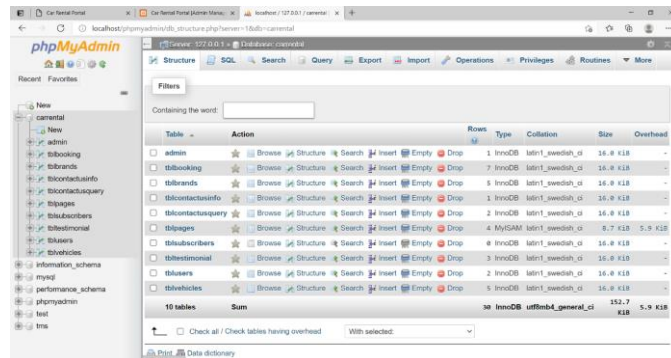 Car Rental Portal
Car Rental Portal |Admin Manag
localhost / 127.0.0.1 / carrental
localhost/phpmyadmin/db_structure.php?server=1&db=carrental
phpMyAdmin
Recent Favorites
New
carrental
New
admin
tblbooking
tblbrands
tblcontactusinfo
tblcontactusquery
tblpages
tblsubscribers
tbltestimonial
tblusers
tblvehicles
information_schema
mysql
performance_schema
phpmyadmin
test
tms
Server: 127.0.0.1 » Database: carrental
Structure SQL Search Query Export Import Operations Privileges Routines More
Filters
Containing the word:
Table Action Rows Type Collation Size Overhead
admin Browse Structure Search Insert Empty Drop 1 InnoDB latin1_swedish_ci 16.0 KiB -
tblbooking Browse Structure Search Insert Empty Drop 7 InnoDB latin1_swedish_ci 16.0 KiB -
tblbrands Browse Structure Search Insert Empty Drop 5 InnoDB latin1_swedish_ci 16.0 KiB -
tblcontactusinfo Browse Structure Search Insert Empty Drop 1 InnoDB latin1_swedish_ci 16.0 KiB -
tblcontactusquery Browse Structure Search Insert Empty Drop 2 InnoDB latin1_swedish_ci 16.0 KiB -
tblpages Browse Structure Search Insert Empty Drop 4 MyISAM latin1_swedish_ci 8.7 KiB 5.9 KiB
tblsubscribers Browse Structure Search Insert Empty Drop 0 InnoDB latin1_swedish_ci 16.0 KiB -
tbltestimonial Browse Structure Search Insert Empty Drop 3 InnoDB latin1_swedish_ci 16.0 KiB -
tblusers Browse Structure Search Insert Empty Drop 2 InnoDB latin1_swedish_ci 16.0 KiB -
tblvehicles Browse Structure Search Insert Empty Drop 5 InnoDB latin1_swedish_ci 16.0 KiB -
10 tables Sum 30 InnoDB utf8mb4_general_ci 152.7 KiB 5.9 KiB
Check all / Check tables having overhead With selected:
Print Data dictionary